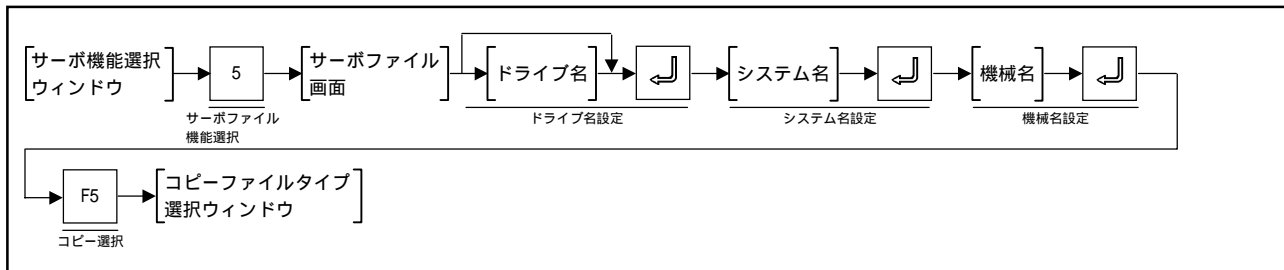 サーボ機能選択
ウィンドウ
5
サーボファイル
機能選択
サーボファイル
画面
ドライブ名
ドライブ名設定
システム名
システム名設定
機械名
機械名設定
F5
コピー選択
コピーファイルタイプ
選択ウィンドウ